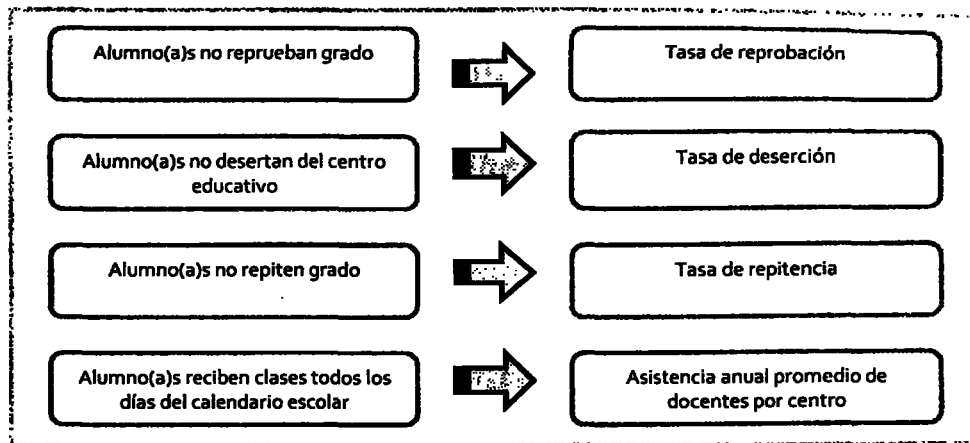 Alumno(a)s no reprueban grado
Tasa de reprobación
Alumno(a)s no desertan del centro
educativo
Tasa de deserción
Alumno(a)s no repiten grado
Tasa de repitencia
Alumno(a)s reciben clases todos los
días del calendario escolar
Asistencia anual promedio de
docentes por centro